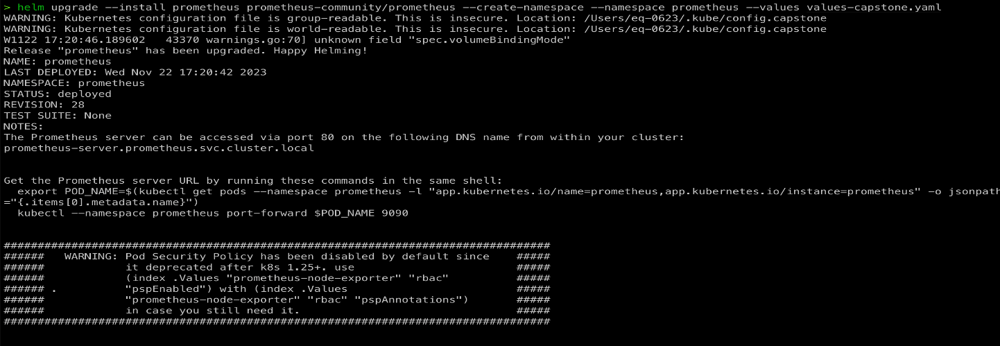 > helm upgrade --install prometheus prometheus-community/prometheus --create-namespace --namespace prometheus --values values-capstone.yaml
WARNING: Kubernetes configuration file is group-readable. This is insecure. Location: /Users/eq-0623/.kube/config.capstone
WARNING: Kubernetes configuration file is world-readable. This is insecure. Location: /Users/eq-0623/.kube/config.capstone
W1122 17:20:46.189602   43370 warnings.go:70] unknown field "spec.volumeBindingMode"
Release "prometheus" has been upgraded. Happy Helming!
NAME: prometheus
LAST DEPLOYED: Wed Nov 22 17:20:42 2023
NAMESPACE: prometheus
STATUS: deployed
REVISION: 28
TEST SUITE: None
NOTES:
The Prometheus server can be accessed via port 80 on the following DNS name from within your cluster:
prometheus-server.prometheus.svc.cluster.local
Get the Prometheus server URL by running these commands in the same shell:
  export POD_NAME=$(kubectl get pods --namespace prometheus -l "app.kubernetes.io/name=prometheus,app.kubernetes.io/instance=prometheus" -o jsonpath
="{.items[0].metadata.name}")
  kubectl --namespace prometheus port-forward $POD_NAME 9090
#################################################################################
######   WARNING: Pod Security Policy has been disabled by default since    #####
######            it deprecated after k8s 1.25+. use                        #####
######            (index .Values "prometheus-node-exporter" "rbac"          #####
###### .          "pspEnabled") with (index .Values                         #####
######            "prometheus-node-exporter" "rbac" "pspAnnotations")       #####
######            in case you still need it.                                #####
#################################################################################